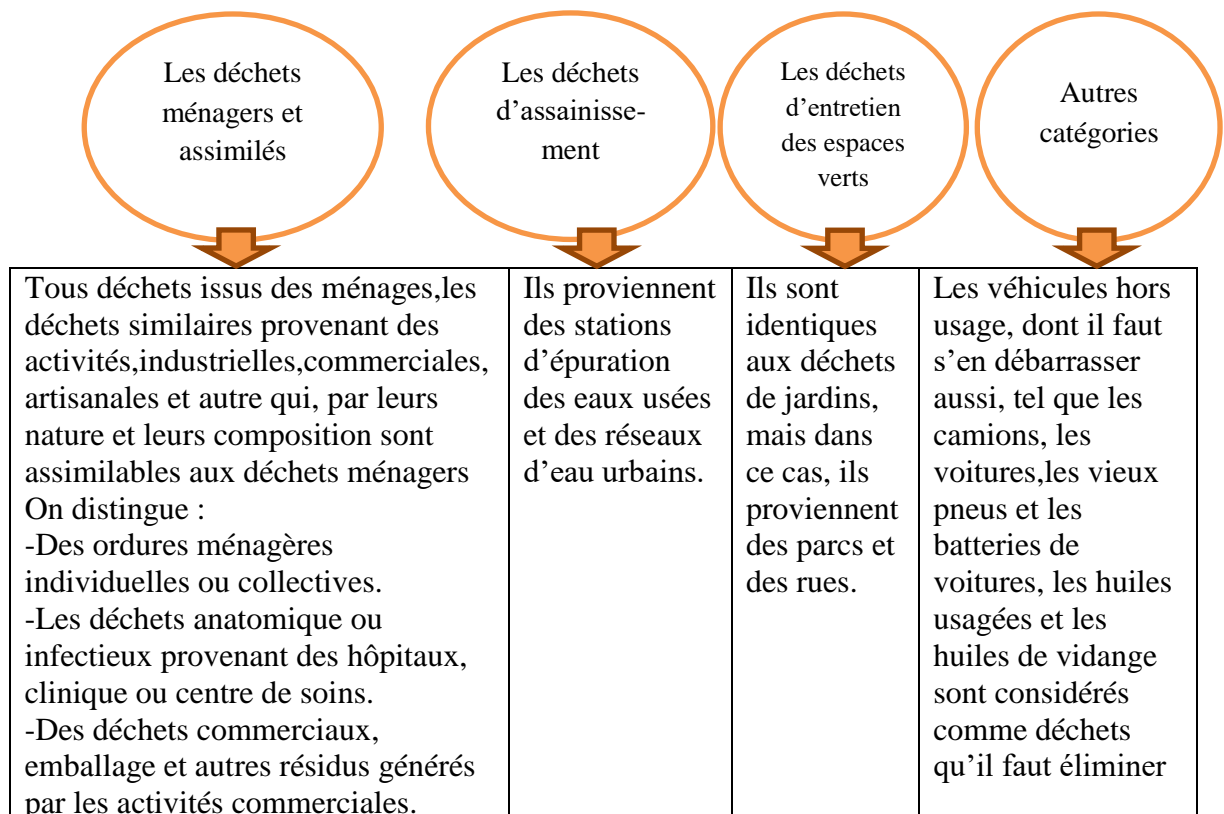 Les déchets
ménagers et
assimilés
Les déchets
d’assainisse-
ment
Les déchets
d’entretien
des espaces
verts
Autres
catégories
Tous déchets issus des ménages,les
déchets similaires provenant des
activités,industrielles,commerciales,
artisanales et autre qui, par leurs
nature et leurs composition sont
assimilables aux déchets ménagers
On distingue :
-Des ordures ménagères
individuelles ou collectives.
-Les déchets anatomique ou
infectieux provenant des hôpitaux,
clinique ou centre de soins.
-Des déchets commerciaux,
emballage et autres résidus générés
par les activités commerciales.
Ils proviennent
des stations
d’épuration
des eaux usées
et des réseaux
d’eau urbains.
Ils sont
identiques
aux déchets
de jardins,
mais dans
ce cas, ils
proviennent
des parcs et
des rues.
Les véhicules hors
usage, dont il faut
s’en débarrasser
aussi, tel que les
camions, les
voitures,les vieux
pneus et les
batteries de
voitures, les huiles
usagées et les
huiles de vidange
sont considérés
comme déchets
qu’il faut éliminer